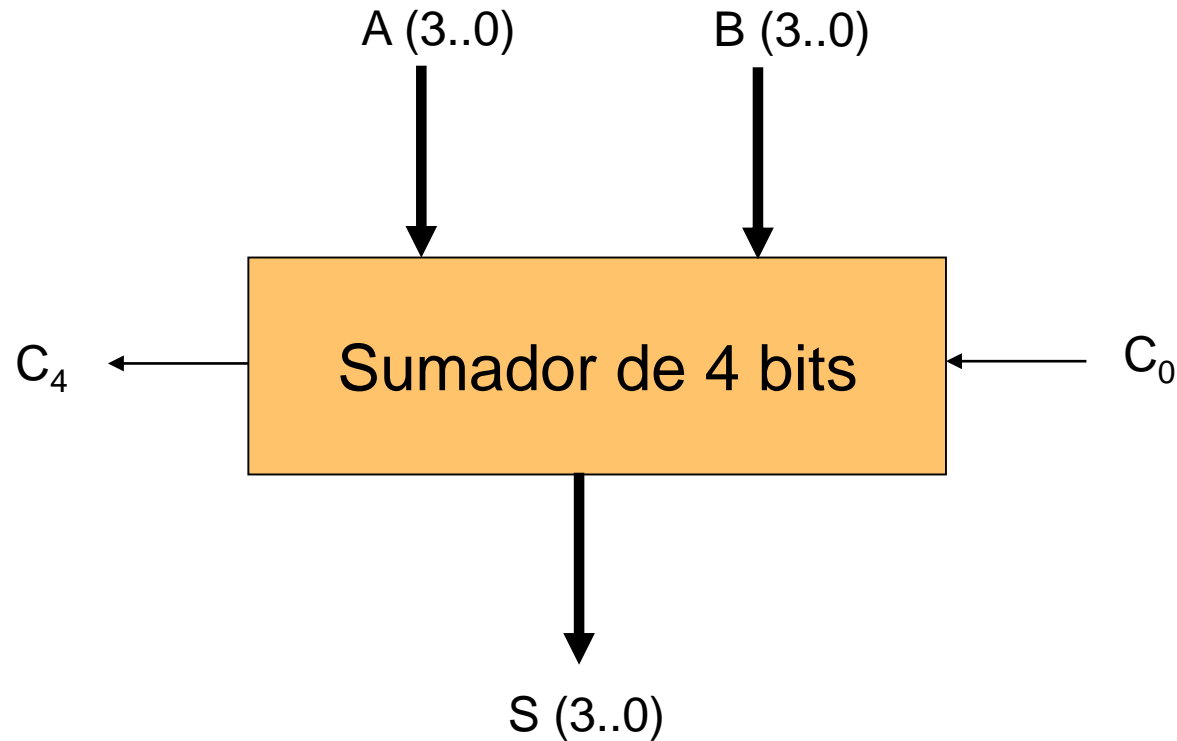 A (3..0)
B (3..0)
C₄
Sumador de 4 bits
C₀
S (3..0)